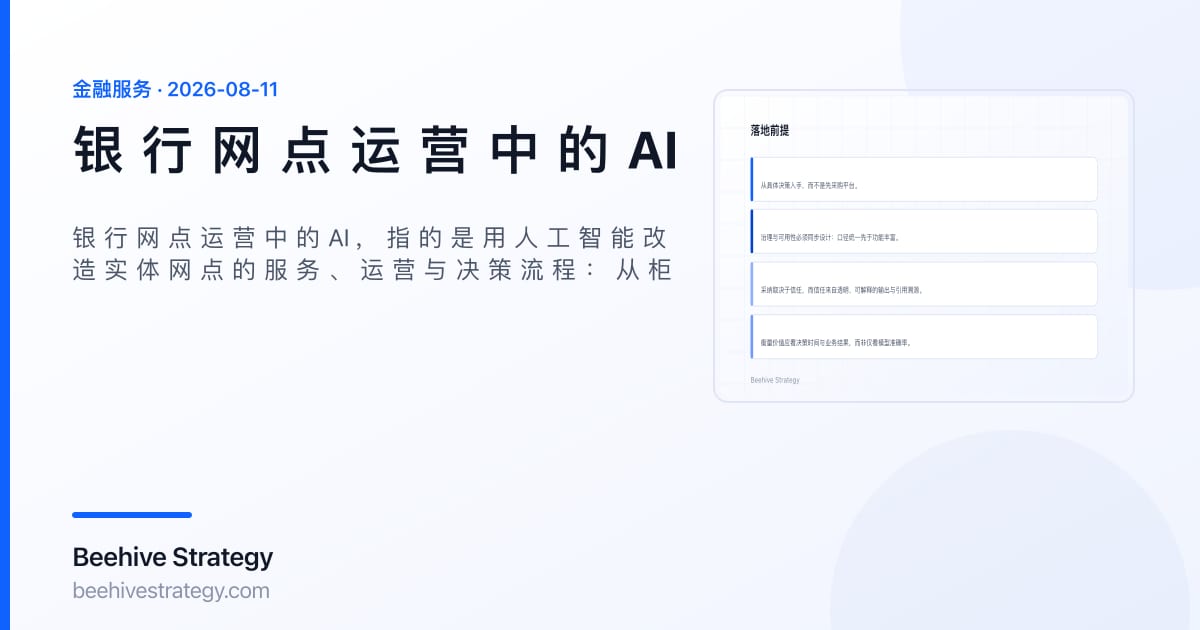 金融服务 · 2026-08-11
银行网点运营中的 AI
银行网点运营中的AI，指的是用人工智能改
造实体网点的服务、运营与决策流程：从柜
落地前提
从具体决策入手，而不是先采购平台。
治理与可用性必须同步设计：口径统一先于功能丰富。
采纳取决于信任，而信任来自透明、可解释的输出与引用溯源。
衡量价值应看决策时间与业务结果，而非仅看模型准确率。
Beehive Strategy
Beehive Strategy
beehivestrategy.com